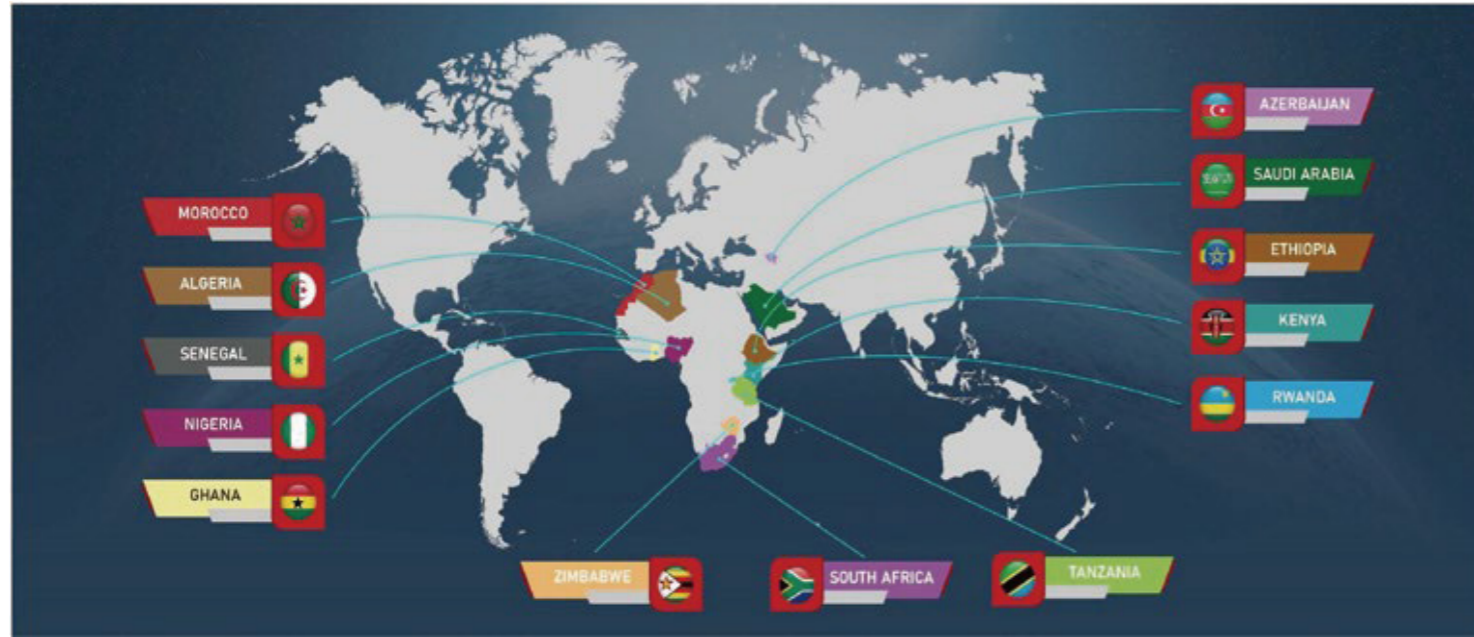 MOROCCO
ALGERIA
SENEGAL
NIGERIA
GHANA
AZERBAIJAN
SAUDI ARABIA
ETHIOPIA
KENYA
RWANDA
ZIMBABWE
SOUTH AFRICA
TANZANIA